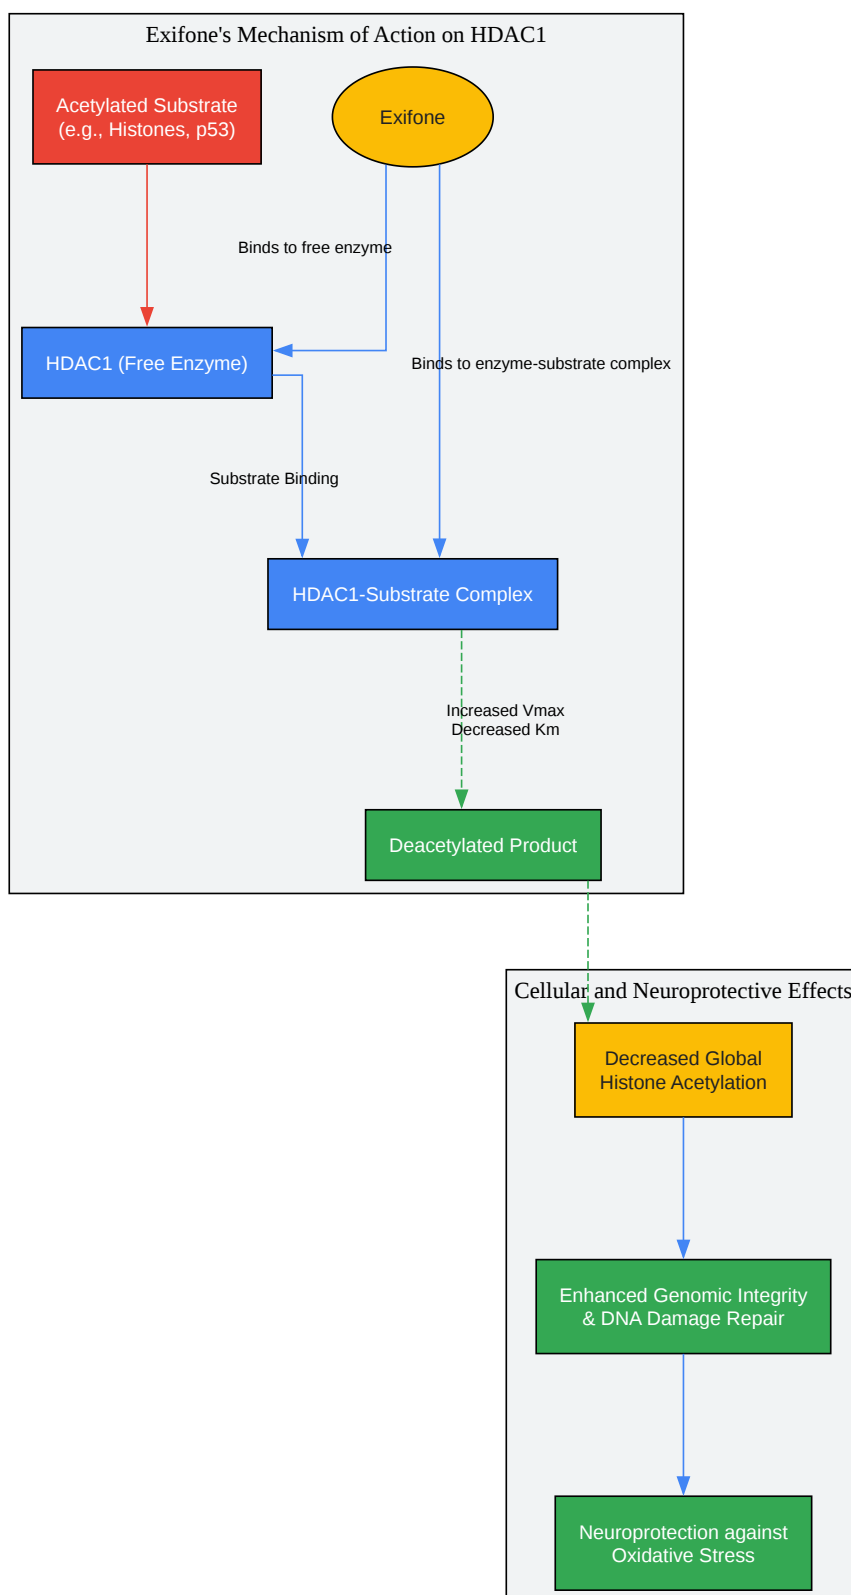 Exifone's Mechanism of Action on HDAC1
Acetylated Substrate
(e.g., Histones, p53)
Exifone
Binds to free enzyme
HDAC1 (Free Enzyme)
Binds to enzyme-substrate complex
Substrate Binding
HDAC1-Substrate Complex
Increased Vmax
Decreased Km
Deacetylated Product
Cellular and Neuroprotective Effects
Decreased Global
Histone Acetylation
Enhanced Genomic Integrity
& DNA Damage Repair
Neuroprotection against
Oxidative Stress